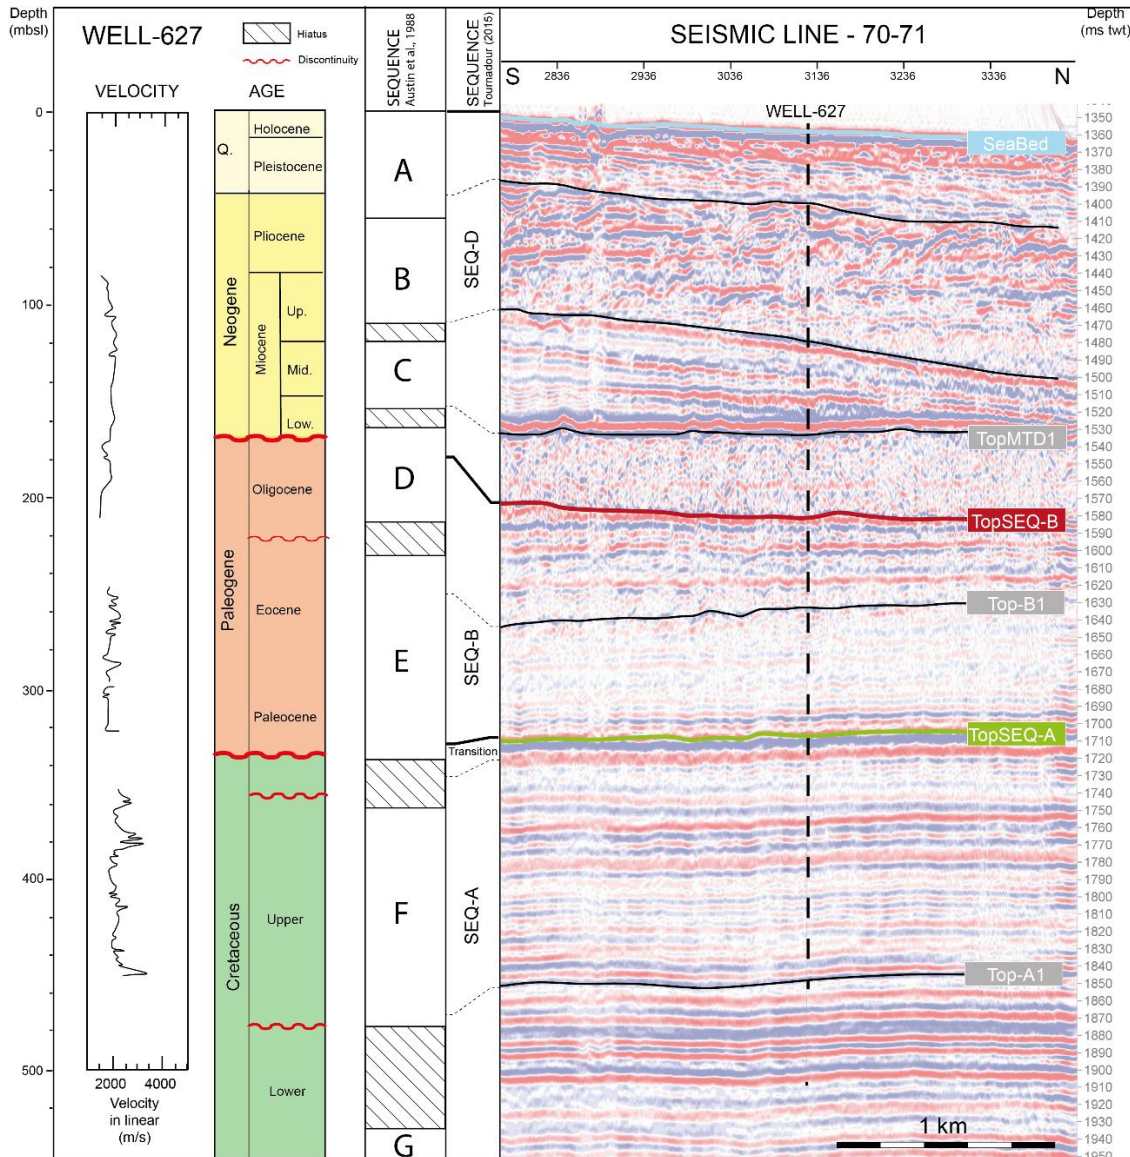 Depth
(mbsl)
WELL-627
Hiatus
Discontinuity
VELOCITY
AGE
SEQUENCE
Austin et al., 1988
SEQUENCE
Tournadour (2015)
SEISMIC LINE - 70-71
S
N
2836
2936
3036
3136
3236
3336
Depth
(ms twt)
WELL-627
0
100
200
300
400
500
2000
4000
Velocity
in linear
(m/s)
Q.
Holocene
Pleistocene
Neogene
Pliocene
Miocene
Up.
Mid.
Low.
Paleogene
Oligocene
Eocene
Paleocene
Cretaceous
Upper
Lower
A
B
C
D
E
F
G
SEQ-D
SEQ-B
Transition
SEQ-A
SeaBed
TopMTD1
TopSEQ-B
Top-B1
TopSEQ-A
Top-A1
1 km
1350
1360
1370
1380
1390
1400
1410
1420
1430
1440
1450
1460
1470
1480
1490
1500
1510
1520
1530
1540
1550
1560
1570
1580
1590
1600
1610
1620
1630
1640
1650
1660
1670
1680
1690
1700
1710
1720
1730
1740
1750
1760
1770
1780
1790
1800
1810
1820
1830
1840
1850
1860
1870
1880
1890
1900
1910
1920
1930
1940
1950